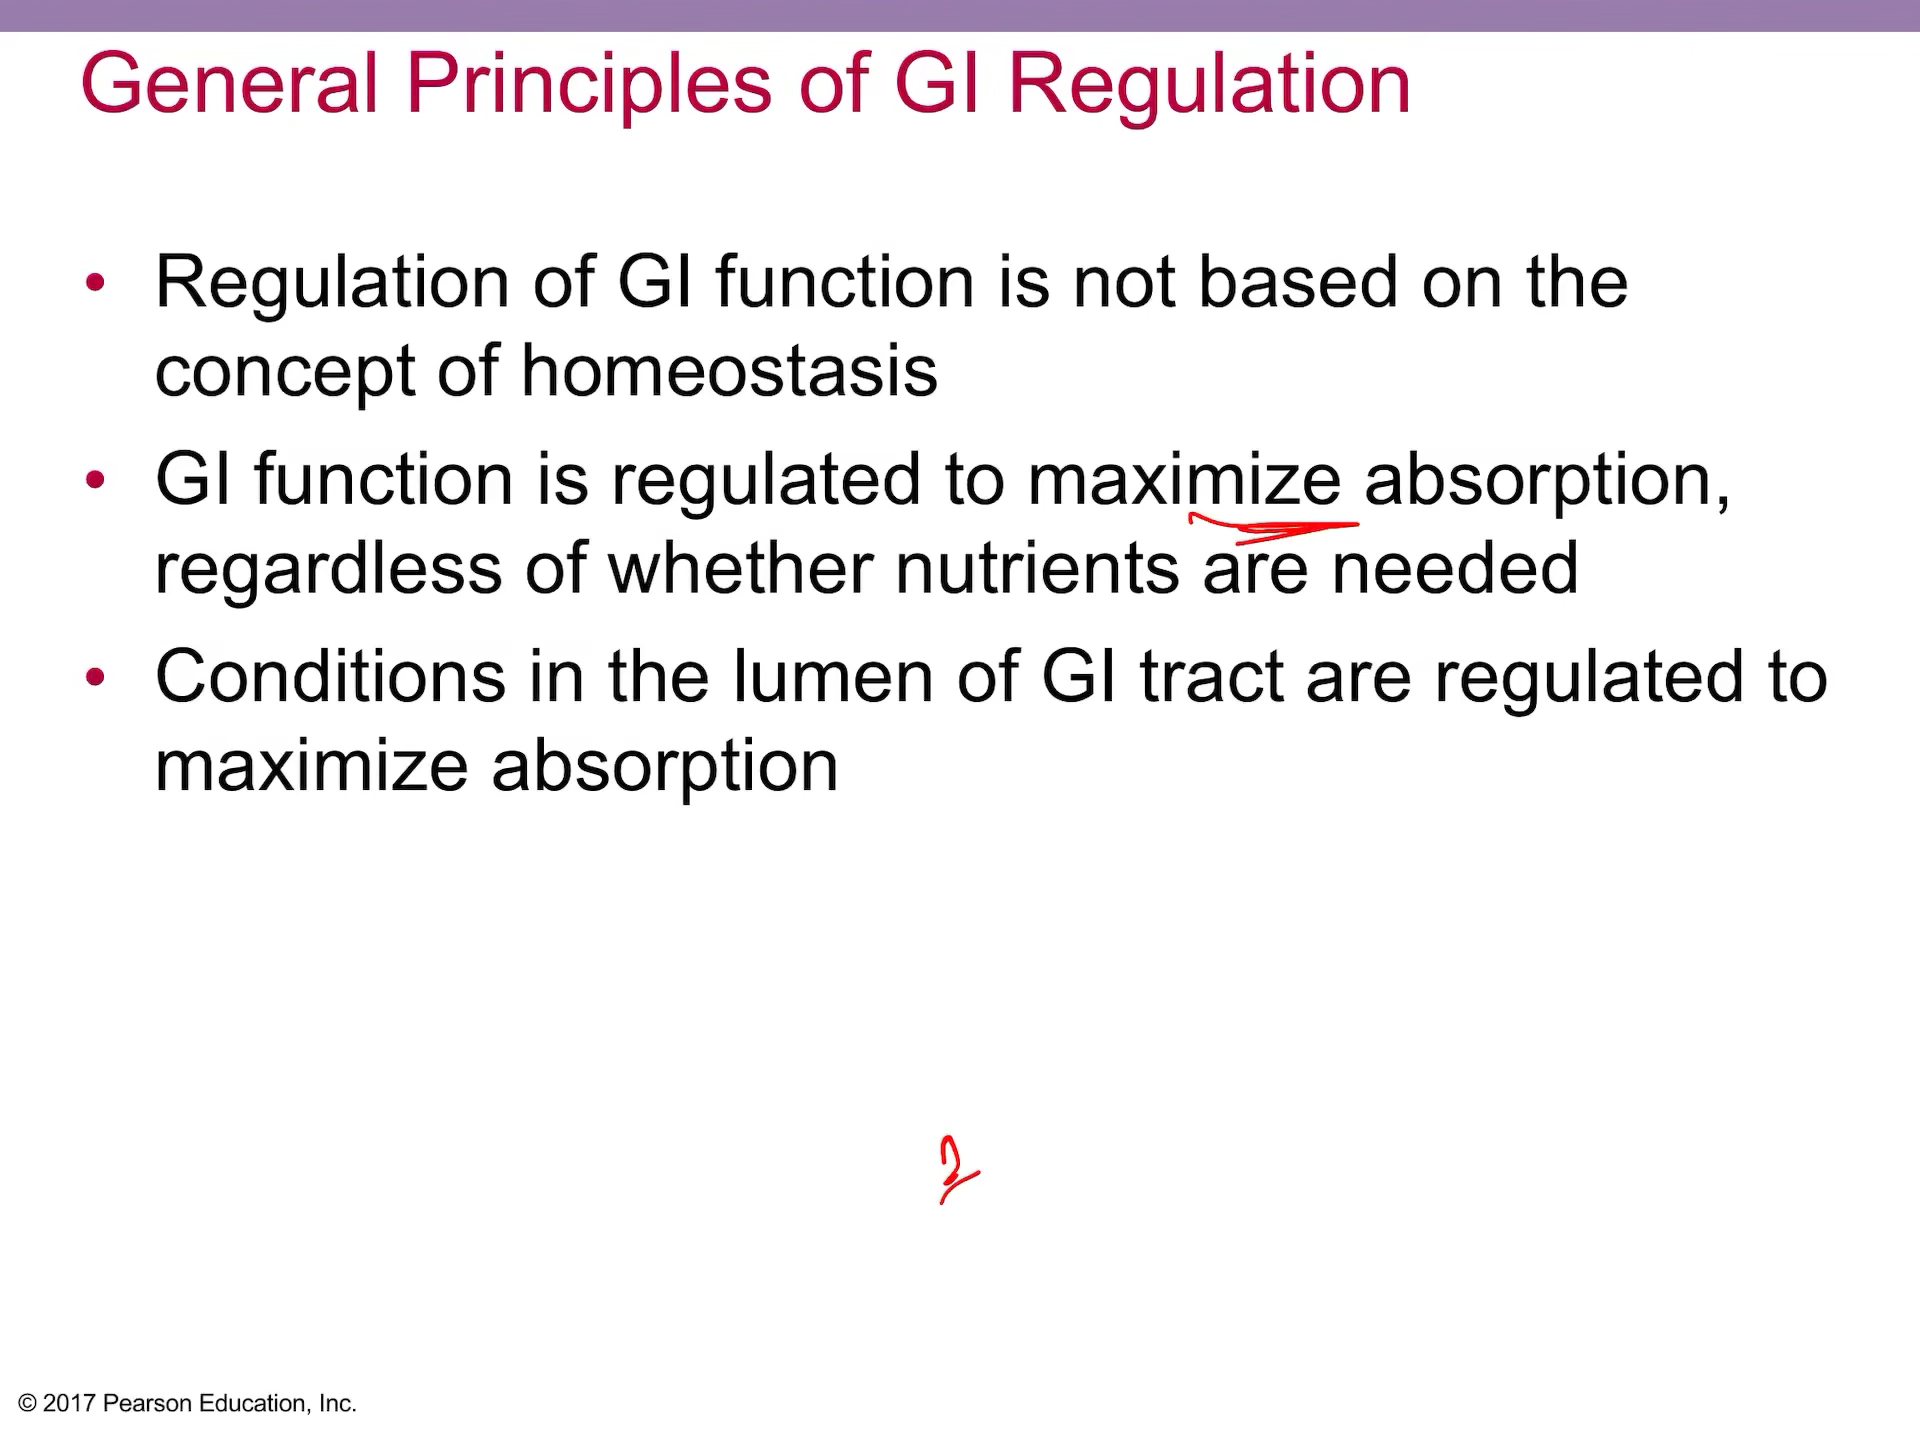 General Principles of GI Regulation
• Regulation of GI function is not based on the
concept of homeostasis
• GI function is regulated to maximize absorption,
regardless of whether nutrients are needed
• Conditions in the lumen of GI tract are regulated to
maximize absorption
2
© 2017 Pearson Education, Inc.